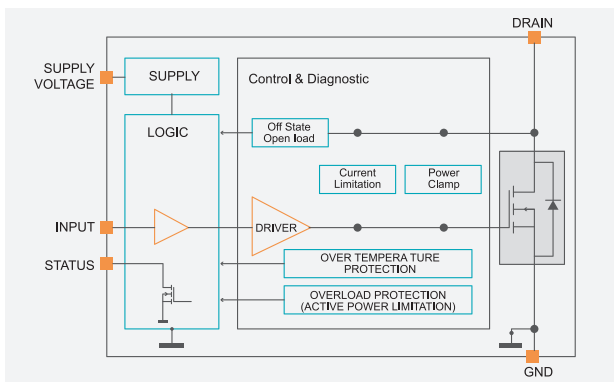 DRAIN
SUPPLY
VOLTAGE
SUPPLY
Control & Diagnostic
LOGIC
Off State
Open load
Current
Limitation
Power
Clamp
INPUT
DRIVER
STATUS
OVER TEMPERA TURE
PROTECTION
OVERLOAD PROTECTION
(ACTIVE POWER LIMITATION)
GND